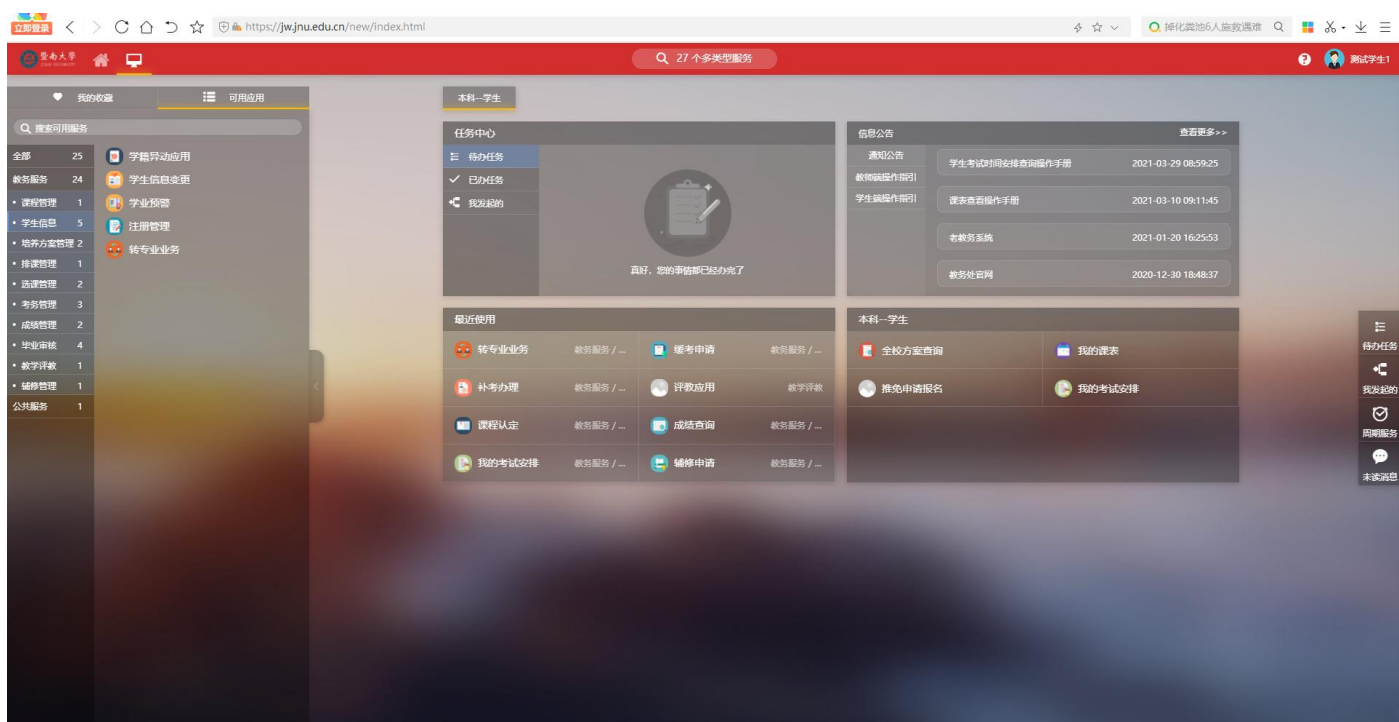 立即登录
https://jw.jnu.edu.cn/new/index.html
掉化粪池6人施救遇难
暨南大学
27 个多类型服务
测试学生1
我的收藏
可用应用
搜索可用服务
全部 25
教务服务 24
• 课程管理 1
• 学生信息 5
• 培养方案管理 2
• 排课管理 1
• 选课管理 2
• 考务管理 3
• 成绩管理 2
• 毕业审核 4
• 教学评教 1
• 辅修管理 1
公共服务 1
学籍异动应用
学生信息变更
学业预警
注册管理
转专业业务
本科--学生
任务中心
待办任务
已办任务
我发起的
真好，您的事情都已经办完了
信息公告 查看更多>>
通知公告
教师端操作指引
学生端操作指引
学生考试时间安排查询操作手册 2021-03-29 08:59:25
课表查看操作手册 2021-03-10 09:11:45
老教务系统 2021-01-20 16:25:53
教务处官网 2020-12-30 18:48:37
最近使用
转专业业务 教务服务 / ... 缓考申请 教务服务 / ...
补考办理 教务服务 / ... 评教应用 教学评教
课程认定 教务服务 / ... 成绩查询 教务服务 / ...
我的考试安排 教务服务 / ... 辅修申请 教务服务 / ...
本科--学生
全校方案查询 我的课表
推免申请报名 我的考试安排
待办任务
我发起的
周期服务
未读消息